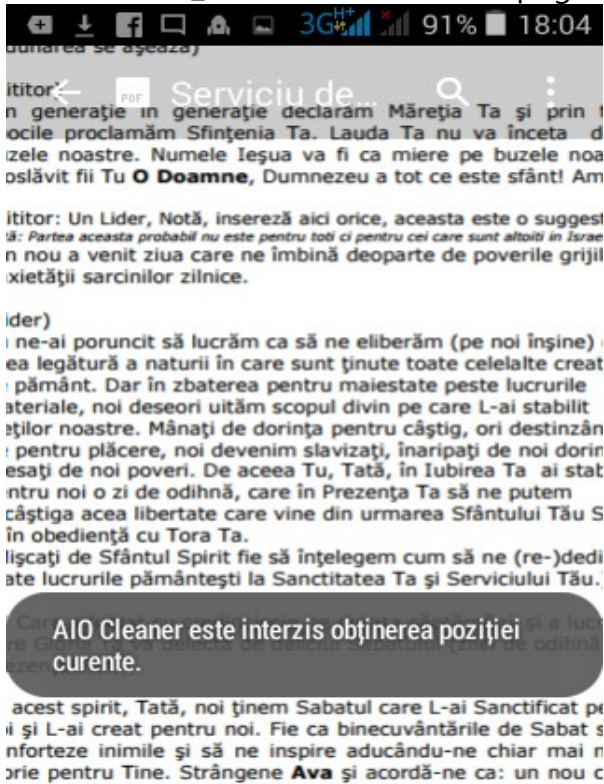 3G H+ 91% 18:04
dunarea se aşează)
PDF Serviciu de...
ititor)
n generaţie în generaţie declarăm Măreţia Ta şi prin
ocile proclamăm Sfinţenia Ta. Lauda Ta nu va înceta d
zele noastre. Numele Ieşua va fi ca miere pe buzele noa
oslăvit fii Tu O Doamne, Dumnezeu a tot ce este sfânt! Am
ititor: Un Lider, Notă, insereză aici orice, aceasta este o suggest
ă: Partea aceasta probabil nu este pentru toti ci pentru cei care sunt altoiti in Israe
n nou a venit ziua care ne îmbină deoparte de poverile grijil
xietăţii sarcinilor zilnice.
ider)
ne-ai poruncit să lucrăm ca să ne eliberăm (pe noi înşine)
ea legătură a naturii în care sunt ţinute toate celelalte creat
pământ. Dar în zbaterea pentru maiestate peste lucrurile
ateriale, noi deseori uităm scopul divin pe care L-ai stabilit
eţilor noastre. Mânaţi de dorinţa pentru câştig, ori destinzân
pentru plăcere, noi devenim slavizaţi, înaripaţi de noi dorin
esaţi de noi poveri. De aceea Tu, Tată, în Iubirea Ta ai stab
entru noi o zi de odihnă, care în Prezenţa Ta să ne putem
câştiga acea libertate care vine din urmarea Sfântului Tău S
în obedienţă cu Tora Ta.
lişcaţi de Sfântul Spirit fie să înţelegem cum să ne (re-)dedi
ate lucrurile pământeşti la Sanctitatea Ta şi Serviciului Tău.
AIO Cleaner este interzis obţinerea poziţiei
curente.
acest spirit, Tată, noi ţinem Sabatul care L-ai Sanctificat pe
i şi L-ai creat pentru noi. Fie ca binecuvântările de Sabat s
nforteze inimile şi să ne inspire aducându-ne chiar mai
orie pentru Tine. Strângene Ava şi acordă-ne ca: un nou c